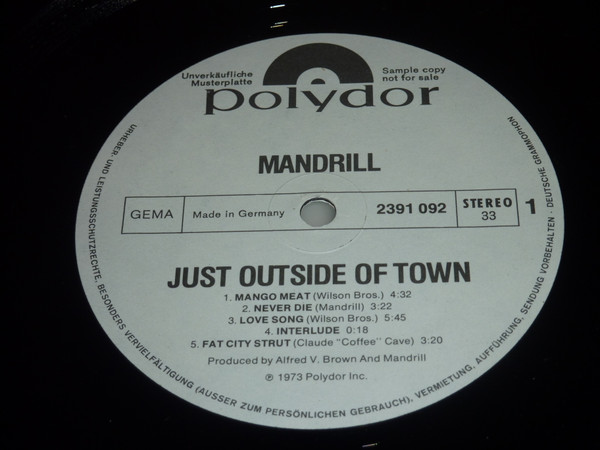 Unverkäufliche
Musterplatte
Sample copy
not for sale
polydor
MANDRILL
GEMA
Made in Germany
2391 092
STEREO
33
1
JUST OUTSIDE OF TOWN
1. MANGO MEAT (Wilson Bros.) 4:32
2. NEVER DIE (Mandrill) 3:22
3. LOVE SONG (Wilson Bros.) 5:45
4. INTERLUDE 0:18
5. FAT CITY STRUT (Claude "Coffee" Cave) 3:20
Produced by Alfred V. Brown And Mandrill
℗ 1973 Polydor Inc.
URHEBER- UND LEISTUNGSSCHUTZRECHTE, BESONDERS VERVIELFÄLTIGUNG (AUSSER ZUM PERSÖNLICHEN GEBRAUCH), VERMIETUNG, AUFFÜHRUNG, SENDUNG VORBEHALTEN · DEUTSCHE GRAMMOPHON